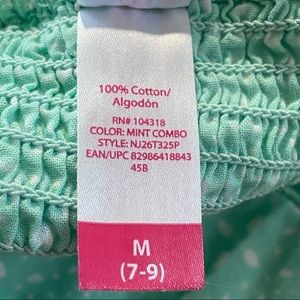 100% Cotton/
Algodón
RN# 104318
COLOR: MINT COMBO
STYLE: NJ26T325P
EAN/UPC 82986418843
45B
M
(7-9)